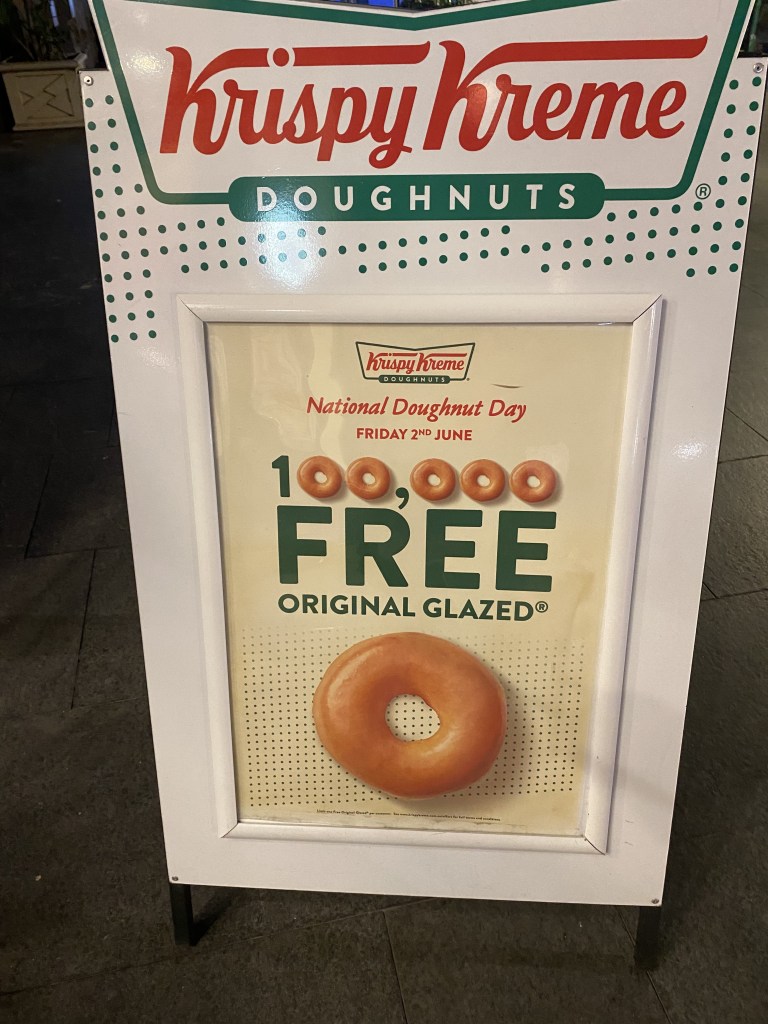 Krispy Kreme
DOUGHNUTS®
Krispy Kreme
DOUGHNUTS
National Doughnut Day
FRIDAY 2ND JUNE
100,000
FREE
ORIGINAL GLAZED®